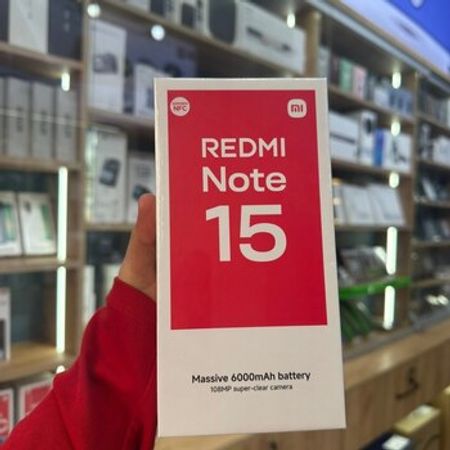 NFC
mi
REDMI
Note
15
Massive 6000mAh battery
108MP super-clear camera